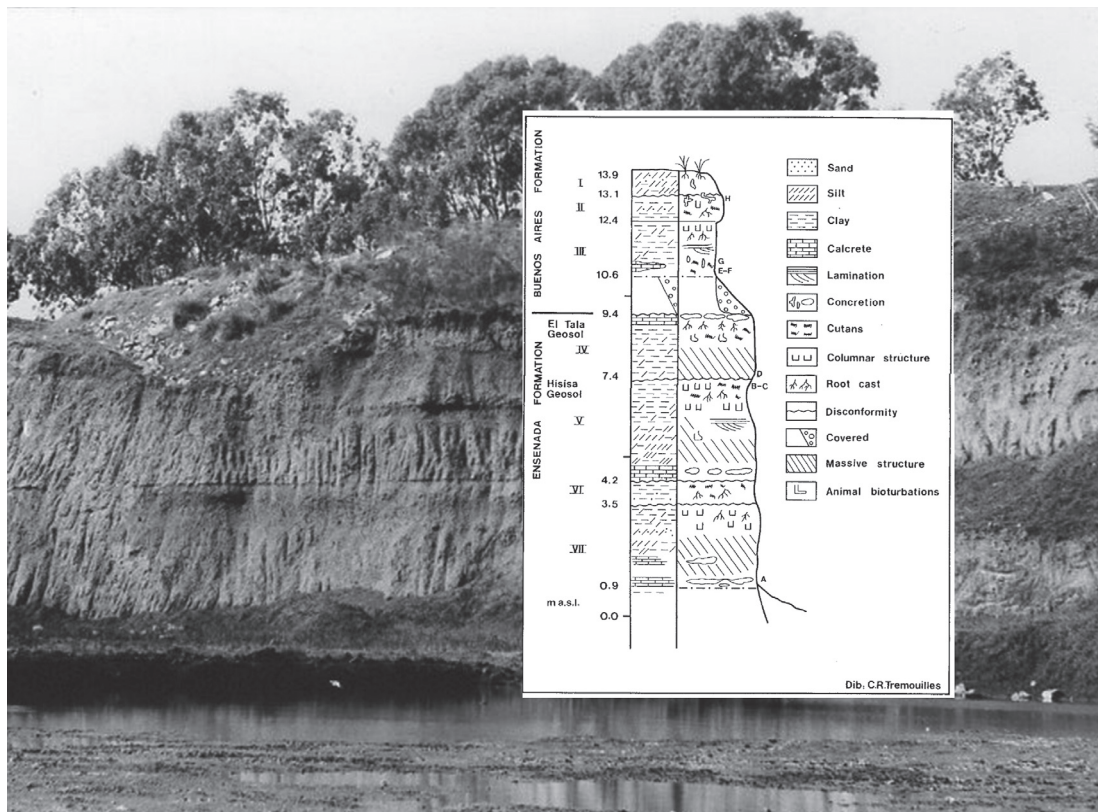 BUENOS AIRES FORMATION
ENSENADA FORMATION
13.9
I
13.1
H
II
12.4
III
G
E-F
10.6
9.4
El Tala
Geosol
IV
7.4
D
B-C
Hisisa
Geosol
V
4.2
VI
3.5
VII
0.9
A
m a.s.l.
0.0
Sand
Silt
Clay
Calcrete
Lamination
Concretion
Cutans
Columnar structure
Root cast
Disconformity
Covered
Massive structure
Animal bioturbations
Dib: C.R.Tremouilles